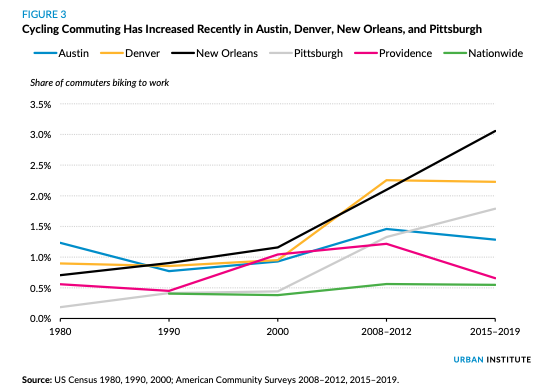 FIGURE 3
Cycling Commuting Has Increased Recently in Austin, Denver, New Orleans, and Pittsburgh
Austin Denver New Orleans Pittsburgh Providence Nationwide
Share of commuters biking to work
3.5%
3.0%
2.5%
2.0%
1.5%
1.0%
0.5%
0.0%
1980 1990 2000 2008–2012 2015–2019
URBAN INSTITUTE
Source: US Census 1980, 1990, 2000; American Community Surveys 2008–2012, 2015–2019.